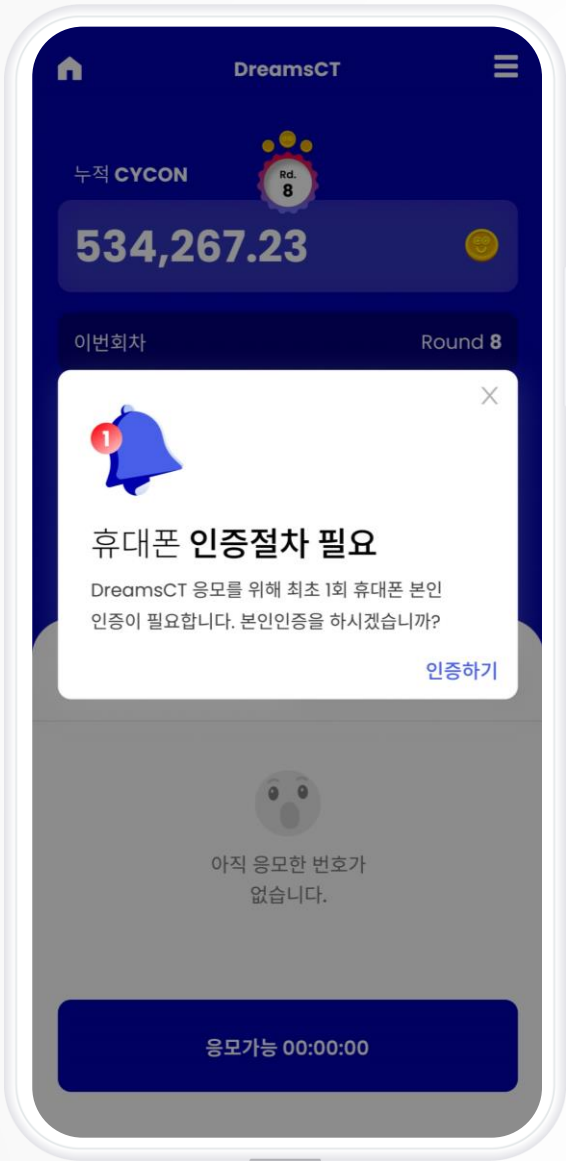 DreamsCT
누적 CYCON
Rd.
8
534,267.23
이번회차 Round 8
1
휴대폰 인증절차 필요
DreamsCT 응모를 위해 최초 1회 휴대폰 본인
인증이 필요합니다. 본인인증을 하시겠습니까?
인증하기
아직 응모한 번호가
없습니다.
응모가능 00:00:00